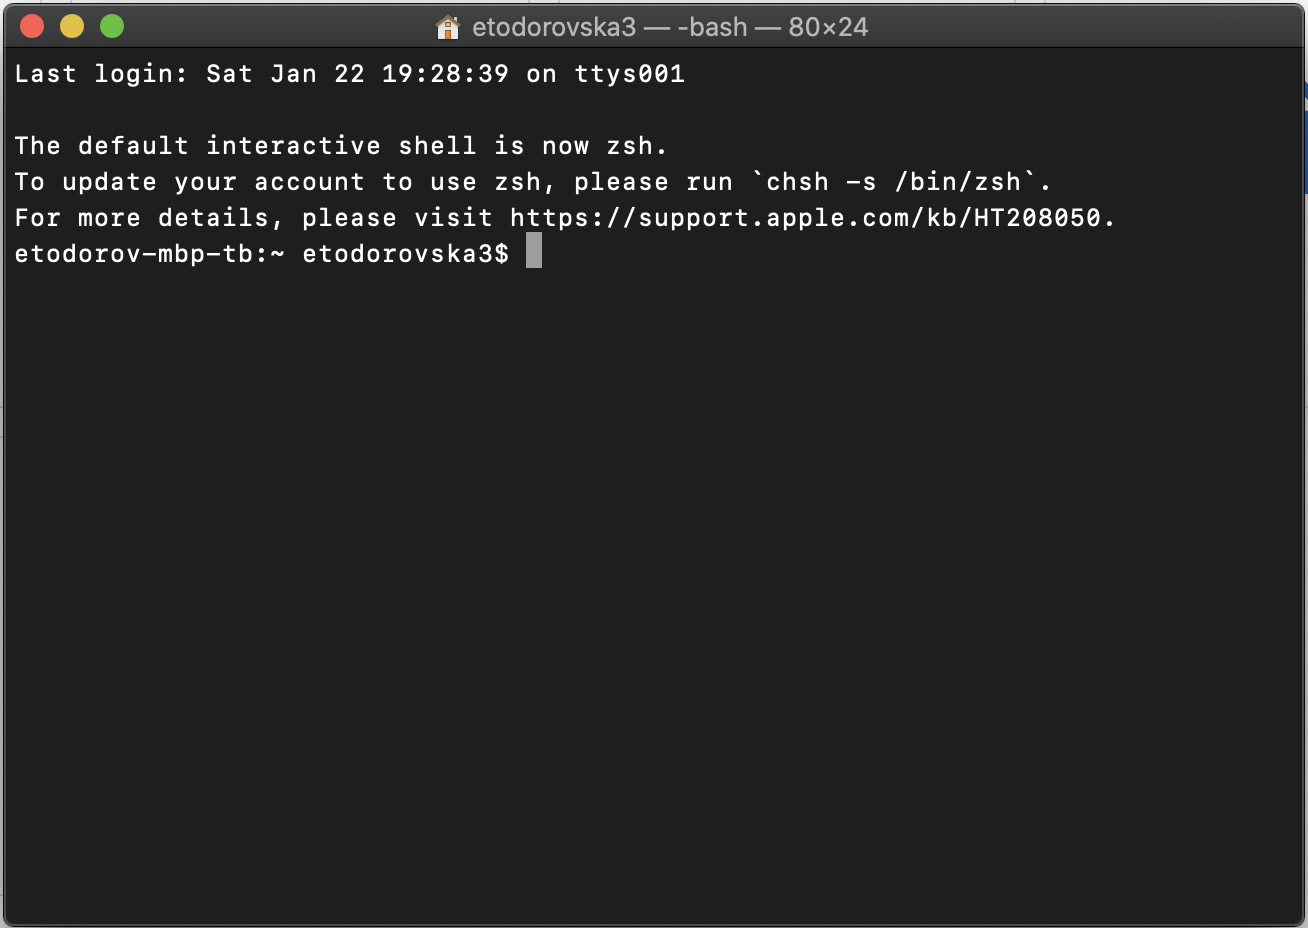 etodorovska3 — -bash — 80×24
Last login: Sat Jan 22 19:28:39 on ttys001
The default interactive shell is now zsh.
To update your account to use zsh, please run `chsh -s /bin/zsh`.
For more details, please visit https://support.apple.com/kb/HT208050.
etodorov-mbp-tb:~ etodorovska3$